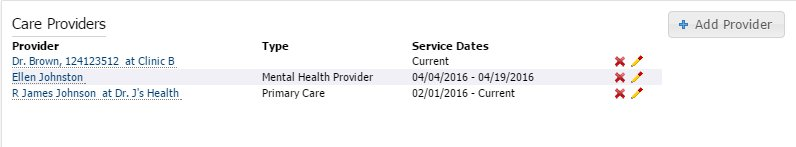 Care Providers
Add Provider
Provider Type Service Dates
Dr. Brown, 124123512 at Clinic B Current
Ellen Johnston Mental Health Provider 04/04/2016 - 04/19/2016
R James Johnson at Dr. J's Health Primary Care 02/01/2016 - Current